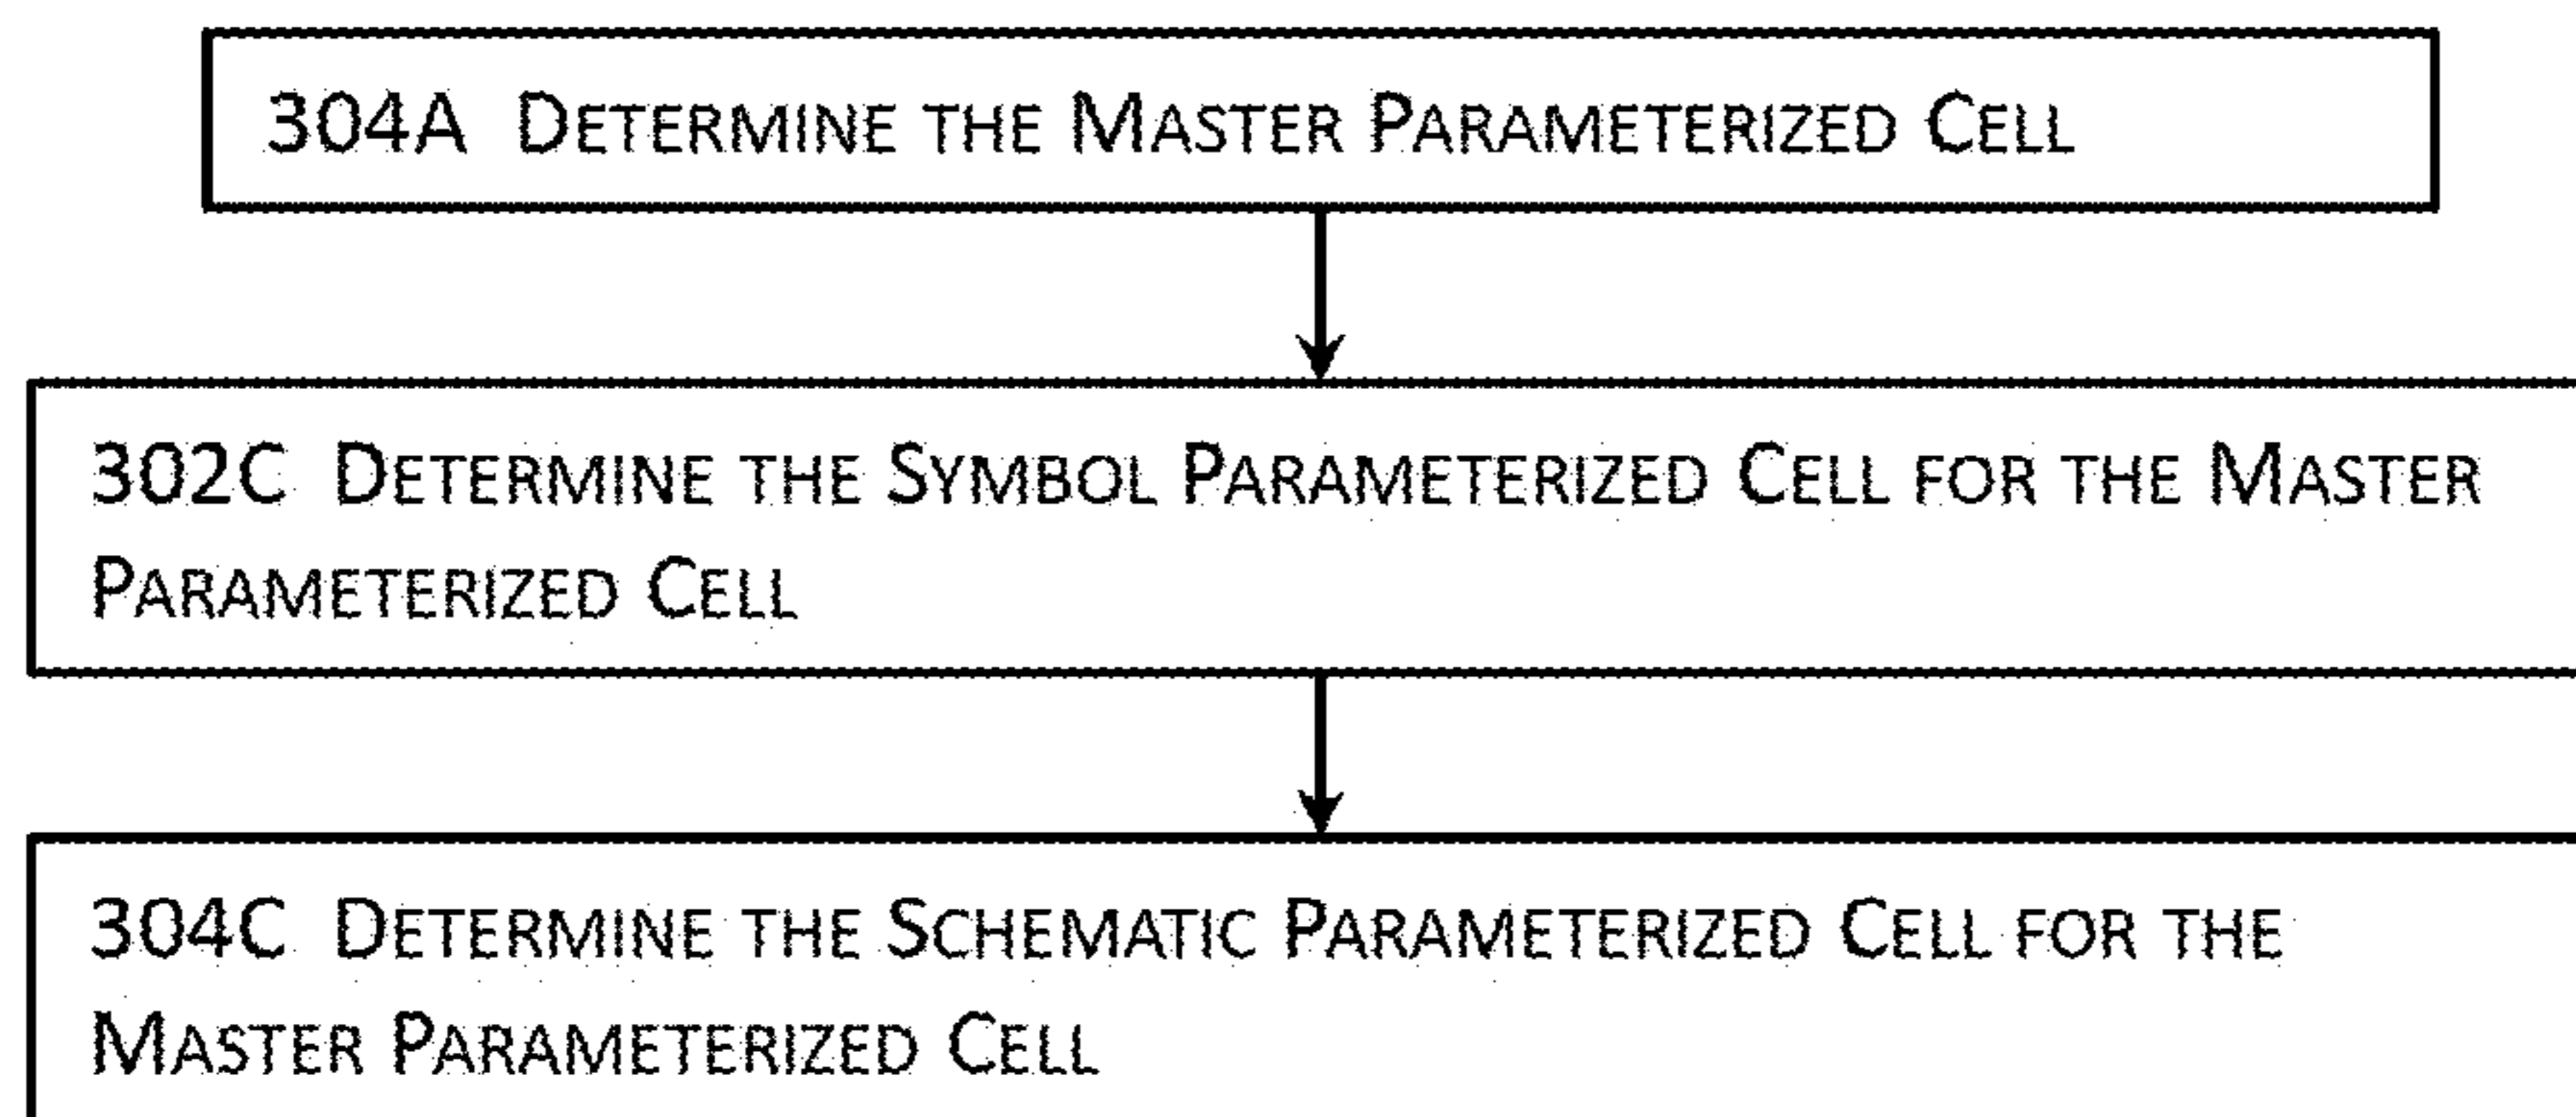 304A Determine the Master Parameterized Cell
302C Determine the Symbol Parameterized Cell for the Master
Parameterized Cell
304C Determine the Schematic Parameterized Cell for the
Master Parameterized Cell